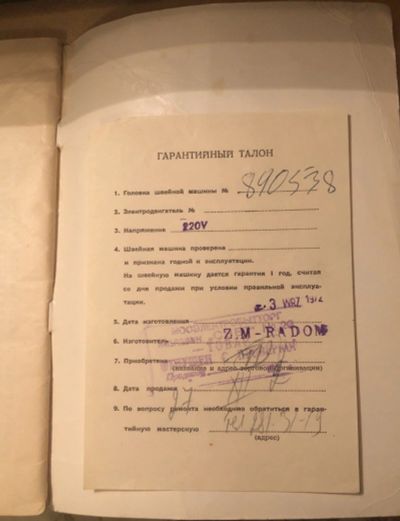 ГАРАНТИЙНЫЙ ТАЛОН
1. Головка швейной машины № 890538
2. Электродвигатель №
3. Напряжение 220V
4. Швейная машина проверена
и признана годной к эксплуатации.
На швейную машину дается гарантия 1 год, считая
со дня продажи при условии правильной эксплуа-
тации.
5. Дата изготовления 3 WRZ 1972
6. Изготовитель Z.M-RADOM
7. Приобретена
(название и адрес торговой организации)
8. Дата продажи
9. По вопросу ремонта необходимо обратиться в гаран-
тийную мастерскую
(адрес)